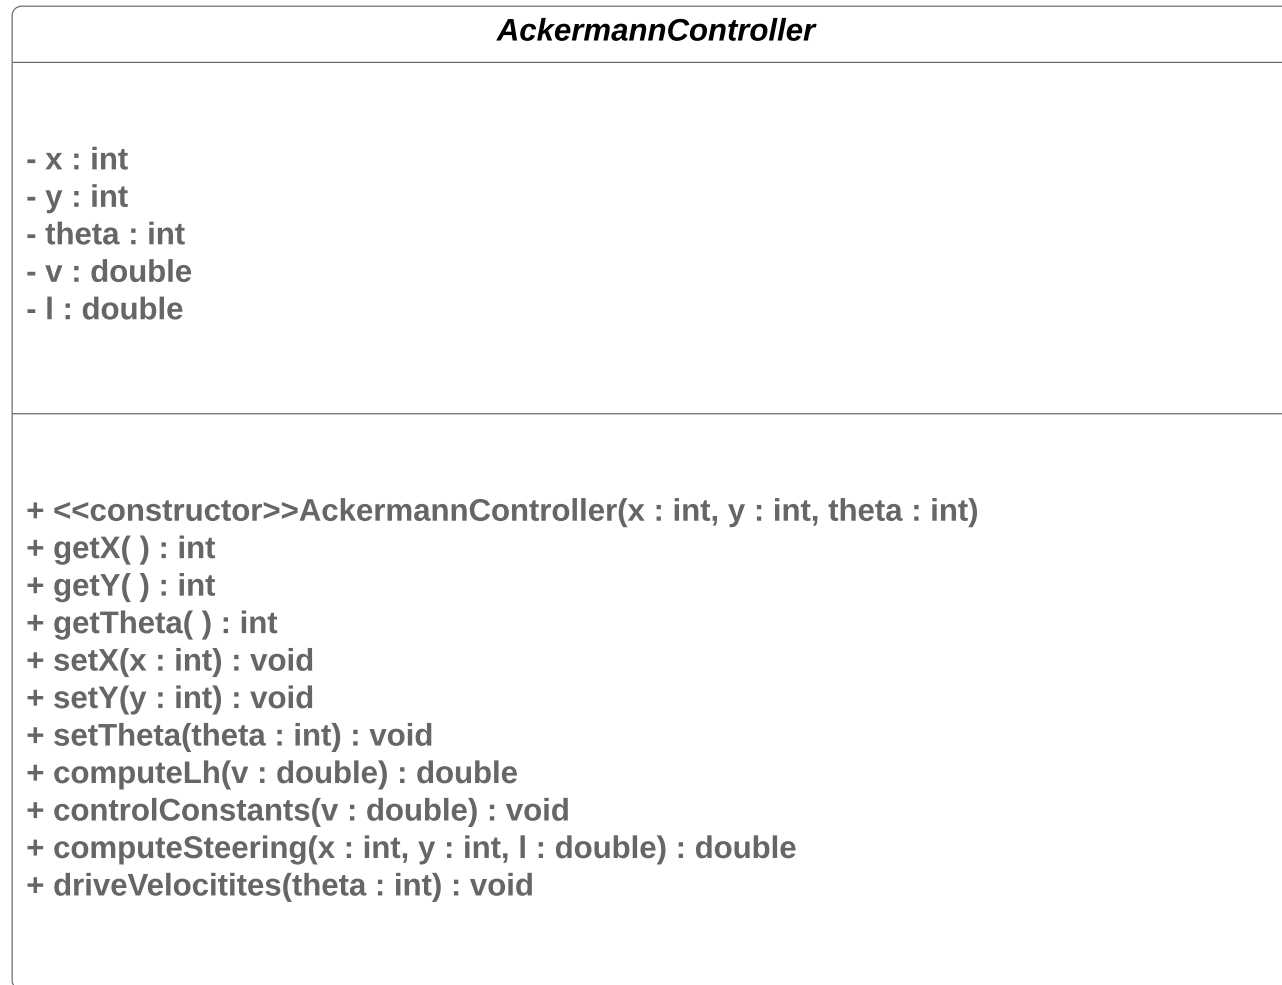 AckermannController
- x : int
- y : int
- theta : int
- v : double
- l : double
+ <<constructor>>AckermannController(x : int, y : int, theta : int)
+ getX( ) : int
+ getY( ) : int
+ getTheta( ) : int
+ setX(x : int) : void
+ setY(y : int) : void
+ setTheta(theta : int) : void
+ computeLh(v : double) : double
+ controlConstants(v : double) : void
+ computeSteering(x : int, y : int, l : double) : double
+ driveVelocitites(theta : int) : void